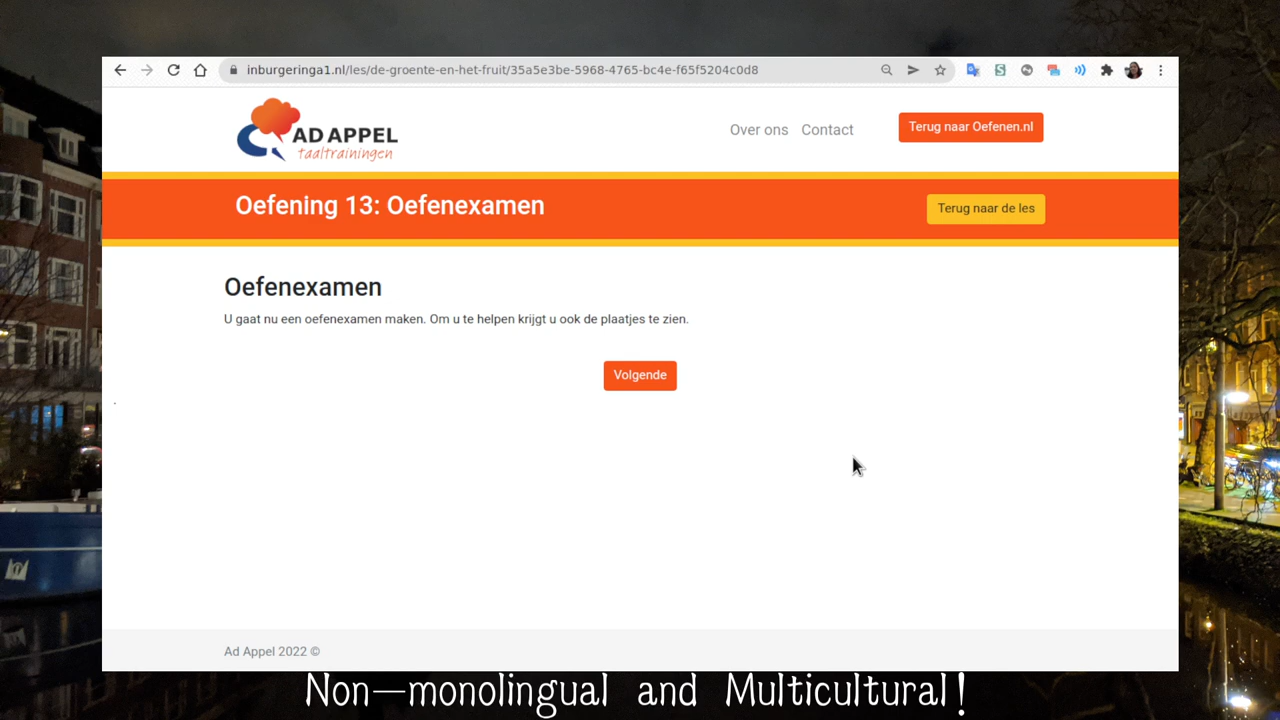 inburgeringa1.nl/les/de-groente-en-het-fruit/35a5e3be-5968-4765-bc4e-f65f5204c0d8
AD APPEL
taaltrainingen
Over ons
Contact
Terug naar Oefenen.nl
Oefening 13: Oefenexamen
Terug naar de les
Oefenexamen
U gaat nu een oefenexamen maken. Om u te helpen krijgt u ook de plaatjes te zien.
Volgende
Ad Appel 2022 ©
Non-monolingual and Multicultural!